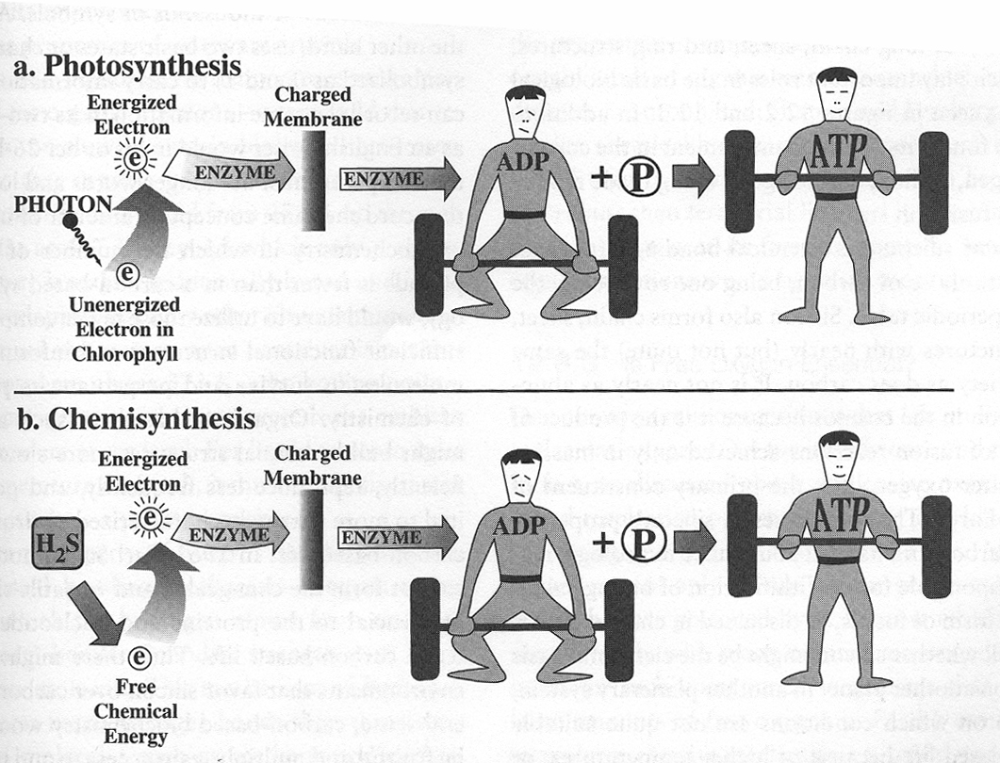 a. Photosynthesis
Energized
Electron
Charged
Membrane
e
ENZYME
ENZYME
ADP
+ P
ATP
PHOTON
e
Unenergized
Electron in
Chlorophyll
b. Chemisynthesis
Energized
Electron
Charged
Membrane
H₂S
e
ENZYME
ENZYME
ADP
+ P
ATP
e
Free
Chemical
Energy